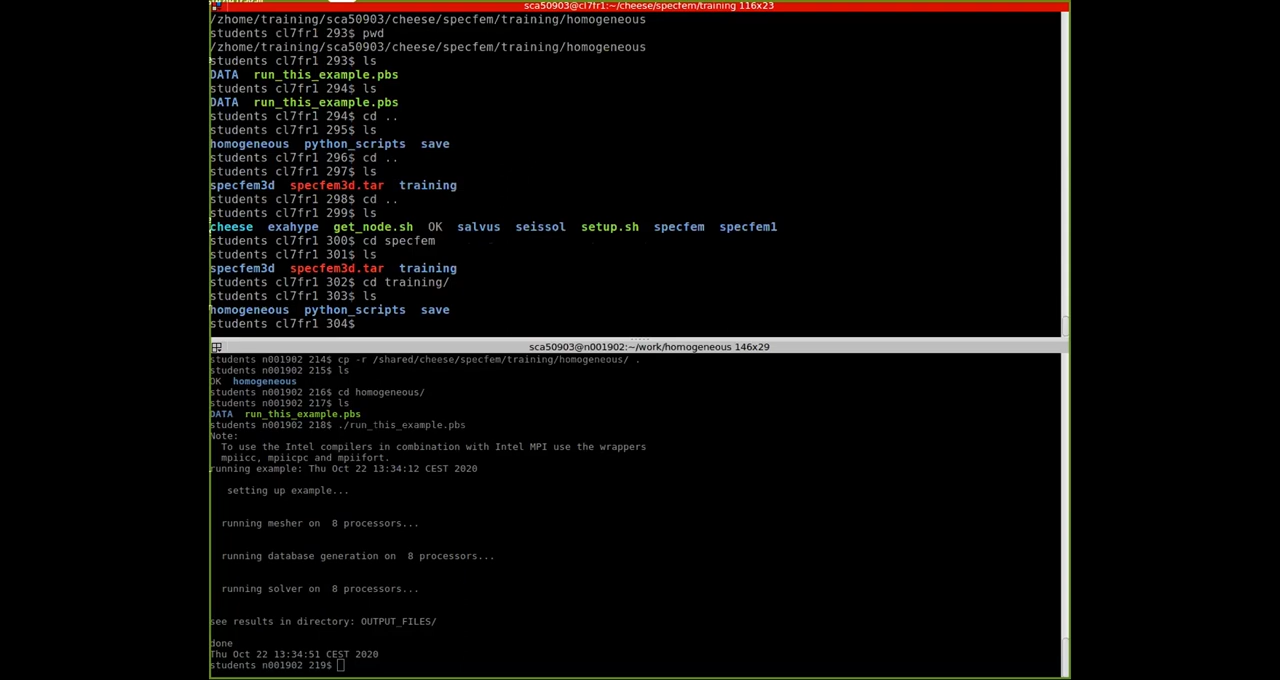 sca50903@cl7fr1:~/cheese/specfem/training 116x23
/zhome/training/sca50903/cheese/specfem/training/homogeneous
students cl7fr1 293$ pwd
/zhome/training/sca50903/cheese/specfem/training/homogeneous
students cl7fr1 293$ ls
DATA  run_this_example.pbs
students cl7fr1 294$ ls
DATA  run_this_example.pbs
students cl7fr1 294$ cd ..
students cl7fr1 295$ ls
homogeneous  python_scripts  save
students cl7fr1 296$ cd ..
students cl7fr1 297$ ls
specfem3d  specfem3d.tar  training
students cl7fr1 298$ cd ..
students cl7fr1 299$ ls
cheese  exahype  get_node.sh  OK  salvus  seissol  setup.sh  specfem  specfem1
students cl7fr1 300$ cd specfem
students cl7fr1 301$ ls
specfem3d  specfem3d.tar  training
students cl7fr1 302$ cd training/
students cl7fr1 303$ ls
homogeneous  python_scripts  save
students cl7fr1 304$
sca50903@n001902:~/work/homogeneous 146x29
students n001902 214$ cp -r /shared/cheese/specfem/training/homogeneous/ .
students n001902 215$ ls
OK  homogeneous
students n001902 216$ cd homogeneous/
students n001902 217$ ls
DATA  run_this_example.pbs
students n001902 218$ ./run_this_example.pbs
Note:
To use the Intel compilers in combination with Intel MPI use the wrappers
mpiicc, mpiicpc and mpiifort.
running example: Thu Oct 22 13:34:12 CEST 2020
setting up example...
running mesher on  8 processors...
running database generation on  8 processors...
running solver on  8 processors...
see results in directory: OUTPUT_FILES/
done
Thu Oct 22 13:34:51 CEST 2020
students n001902 219$